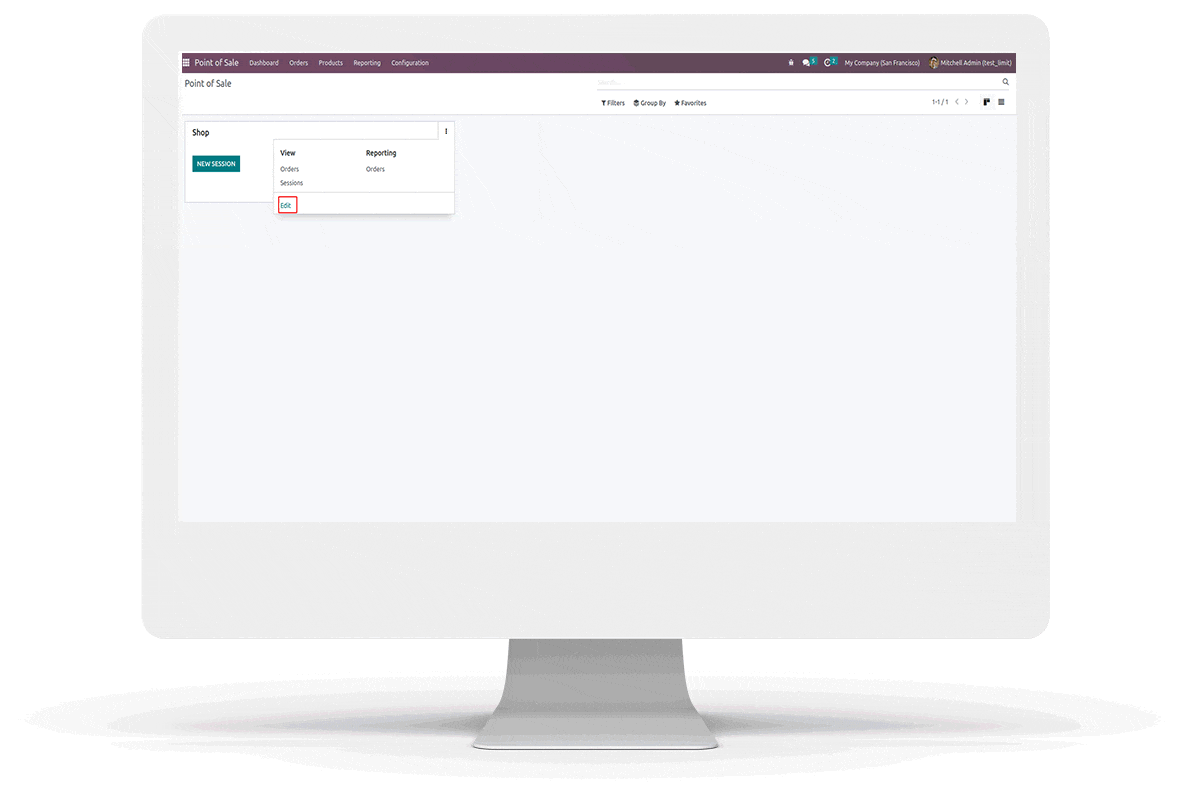 Point of Sale Dashboard Orders Products Reporting Configuration 5 2 My Company (San Francisco) Mitchell Admin (test_limit)
Point of Sale Search...
Filters Group By Favorites 1-1 / 1
Shop
View Reporting
NEW SESSION
Orders Orders
Sessions
Edit